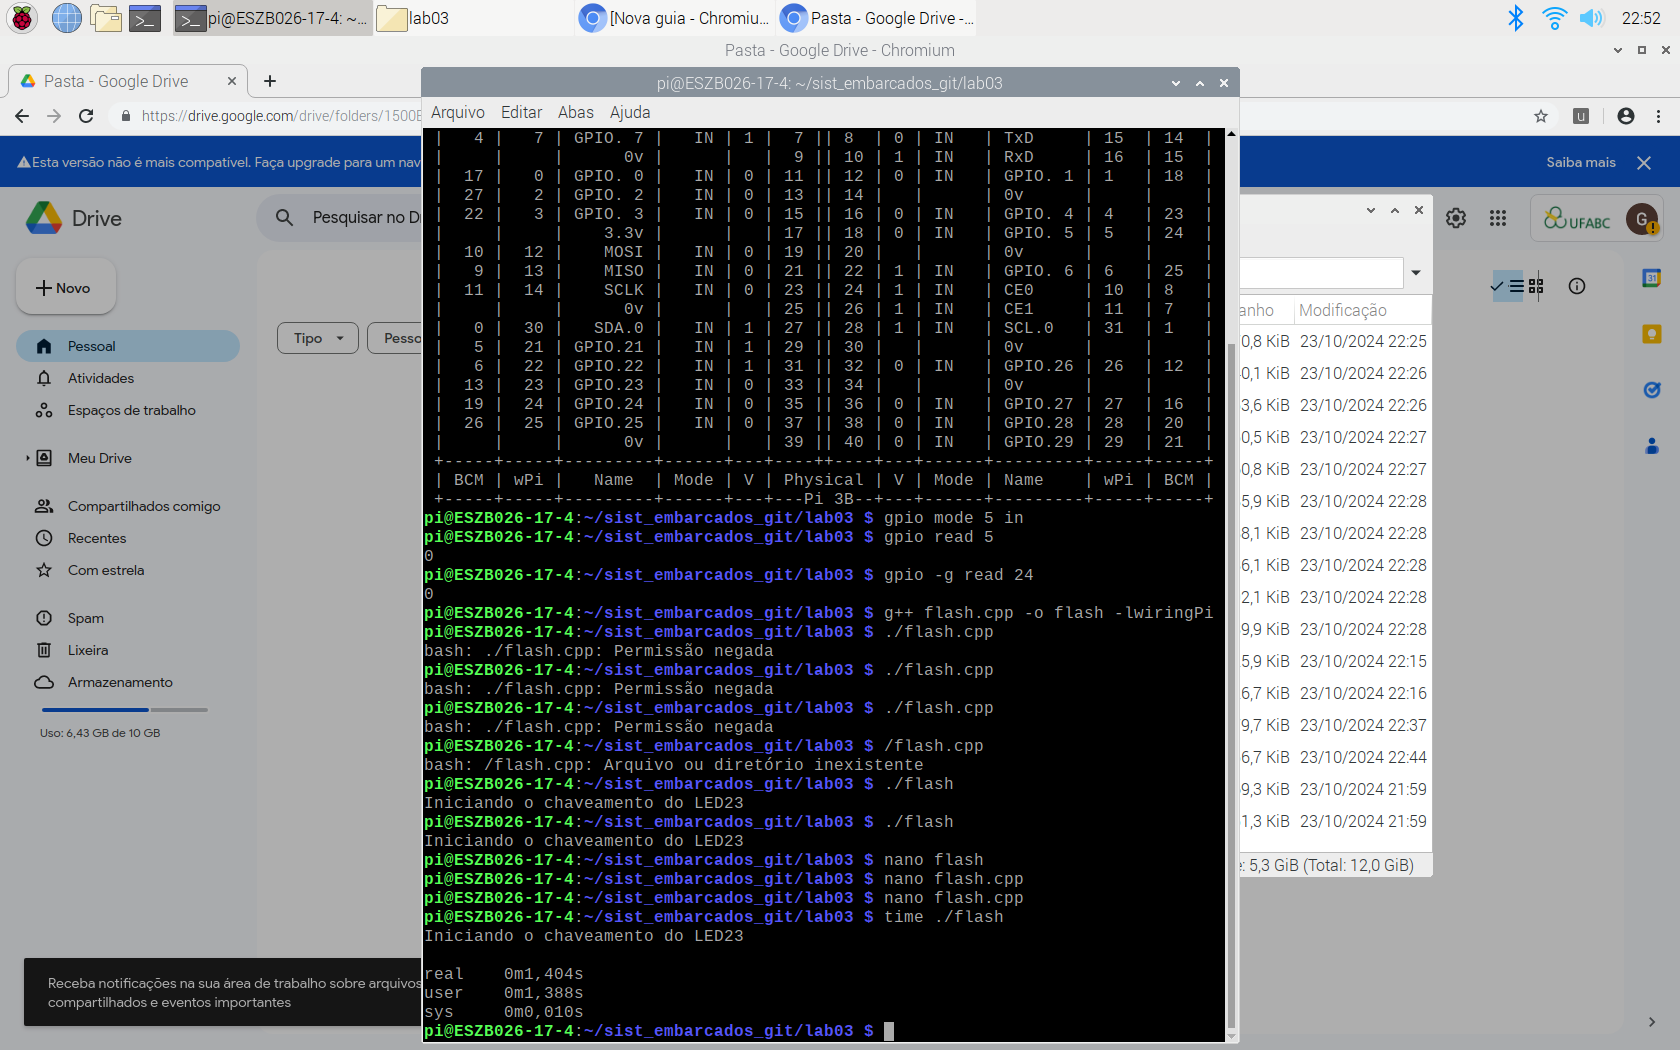 pi@ESZB026-17-4: ~...
lab03
[Nova guia - Chromiu...
Pasta - Google Drive -...
22:52
Pasta - Google Drive - Chromium
Pasta - Google Drive
https://drive.google.com/drive/folders/1500
Esta versão não é mais compatível. Faça upgrade para um nav
Saiba mais
Drive
Pesquisar no D
UFABC
G
Novo
Tipo
Pesso
Pessoal
Atividades
Espaços de trabalho
Meu Drive
Compartilhados comigo
Recentes
Com estrela
Spam
Lixeira
Armazenamento
Uso: 6,43 GB de 10 GB
Receba notificações na sua área de trabalho sobre arquivos
compartilhados e eventos importantes
pi@ESZB026-17-4: ~/sist_embarcados_git/lab03
Arquivo Editar Abas Ajuda
| 4 | 7 | GPIO. 7 | IN | 1 | 7 || 8 | 0 | IN | TxD | 15 | 14 |
| | | 0v | | | 9 || 10 | 1 | IN | RxD | 16 | 15 |
| 17 | 0 | GPIO. 0 | IN | 0 | 11 || 12 | 0 | IN | GPIO. 1 | 1 | 18 |
| 27 | 2 | GPIO. 2 | IN | 0 | 13 || 14 | | | 0v | | |
| 22 | 3 | GPIO. 3 | IN | 0 | 15 || 16 | 0 | IN | GPIO. 4 | 4 | 23 |
| | | 3.3v | | | 17 || 18 | 0 | IN | GPIO. 5 | 5 | 24 |
| 10 | 12 | MOSI | IN | 0 | 19 || 20 | | | 0v | | |
| 9 | 13 | MISO | IN | 0 | 21 || 22 | 1 | IN | GPIO. 6 | 6 | 25 |
| 11 | 14 | SCLK | IN | 0 | 23 || 24 | 1 | IN | CE0 | 10 | 8 |
| | | 0v | | | 25 || 26 | 1 | IN | CE1 | 11 | 7 |
| 0 | 30 | SDA.0 | IN | 1 | 27 || 28 | 1 | IN | SCL.0 | 31 | 1 |
| 5 | 21 | GPIO.21 | IN | 1 | 29 || 30 | | | 0v | | |
| 6 | 22 | GPIO.22 | IN | 1 | 31 || 32 | 0 | IN | GPIO.26 | 26 | 12 |
| 13 | 23 | GPIO.23 | IN | 0 | 33 || 34 | | | 0v | | |
| 19 | 24 | GPIO.24 | IN | 0 | 35 || 36 | 0 | IN | GPIO.27 | 27 | 16 |
| 26 | 25 | GPIO.25 | IN | 0 | 37 || 38 | 0 | IN | GPIO.28 | 28 | 20 |
| | | 0v | | | 39 || 40 | 0 | IN | GPIO.29 | 29 | 21 |
+-----+-----+---------+------+---+----++----+---+------+---------+-----+-----+
| BCM | wPi | Name | Mode | V | Physical | V | Mode | Name | wPi | BCM |
+-----+-----+---------+------+---+---Pi 3B--+---+------+---------+-----+-----+
pi@ESZB026-17-4:~/sist_embarcados_git/lab03 $ gpio mode 5 in
pi@ESZB026-17-4:~/sist_embarcados_git/lab03 $ gpio read 5
0
pi@ESZB026-17-4:~/sist_embarcados_git/lab03 $ gpio -g read 24
0
pi@ESZB026-17-4:~/sist_embarcados_git/lab03 $ g++ flash.cpp -o flash -lwiringPi
pi@ESZB026-17-4:~/sist_embarcados_git/lab03 $ ./flash.cpp
bash: ./flash.cpp: Permissão negada
pi@ESZB026-17-4:~/sist_embarcados_git/lab03 $ ./flash.cpp
bash: ./flash.cpp: Permissão negada
pi@ESZB026-17-4:~/sist_embarcados_git/lab03 $ ./flash.cpp
bash: ./flash.cpp: Permissão negada
pi@ESZB026-17-4:~/sist_embarcados_git/lab03 $ /flash.cpp
bash: /flash.cpp: Arquivo ou diretório inexistente
pi@ESZB026-17-4:~/sist_embarcados_git/lab03 $ ./flash
Iniciando o chaveamento do LED23
pi@ESZB026-17-4:~/sist_embarcados_git/lab03 $ ./flash
Iniciando o chaveamento do LED23
pi@ESZB026-17-4:~/sist_embarcados_git/lab03 $ nano flash
pi@ESZB026-17-4:~/sist_embarcados_git/lab03 $ nano flash.cpp
pi@ESZB026-17-4:~/sist_embarcados_git/lab03 $ nano flash.cpp
pi@ESZB026-17-4:~/sist_embarcados_git/lab03 $ time ./flash
Iniciando o chaveamento do LED23
real 0m1,404s
user 0m1,388s
sys 0m0,010s
pi@ESZB026-17-4:~/sist_embarcados_git/lab03 $
anho Modificação
0,8 KiB 23/10/2024 22:25
0,1 KiB 23/10/2024 22:26
3,6 KiB 23/10/2024 22:26
0,5 KiB 23/10/2024 22:27
0,8 KiB 23/10/2024 22:27
5,9 KiB 23/10/2024 22:28
8,1 KiB 23/10/2024 22:28
6,1 KiB 23/10/2024 22:28
2,1 KiB 23/10/2024 22:28
9,9 KiB 23/10/2024 22:28
5,9 KiB 23/10/2024 22:15
6,7 KiB 23/10/2024 22:16
9,7 KiB 23/10/2024 22:37
6,7 KiB 23/10/2024 22:44
9,3 KiB 23/10/2024 21:59
1,3 KiB 23/10/2024 21:59
: 5,3 GiB (Total: 12,0 GiB)
31